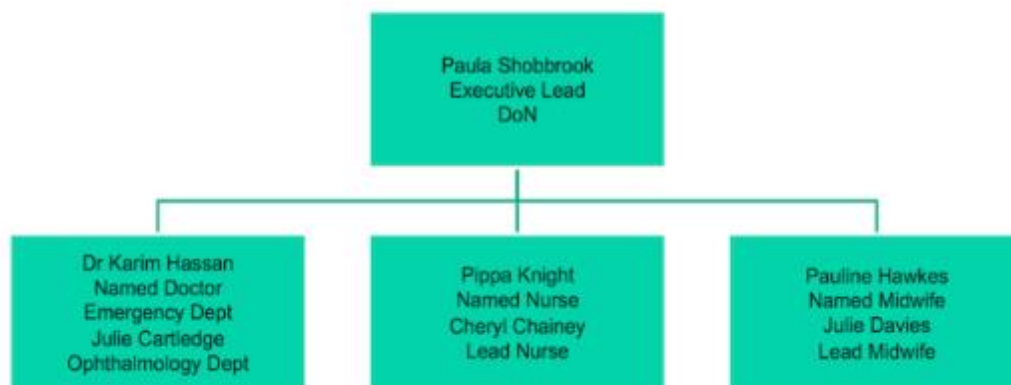 Paula Shobbrook
Executive Lead
DoN
Dr Karim Hassan
Named Doctor
Emergency Dept
Julie Cartledge
Ophthalmology Dept
Pippa Knight
Named Nurse
Cheryl Chainey
Lead Nurse
Pauline Hawkes
Named Midwife
Julie Davies
Lead Midwife